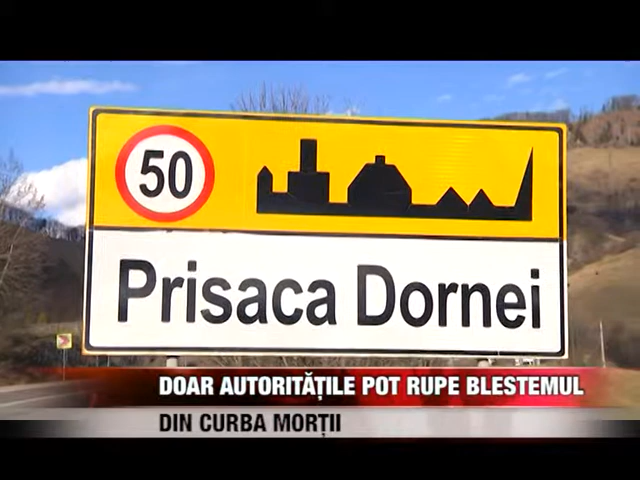 50
Prisaca Dornei
DOAR AUTORITĂȚILE POT RUPE BLESTEMUL
DIN CURBA MORȚII